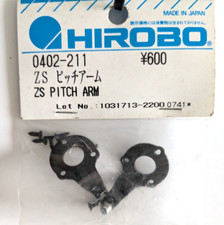 MADE IN JAPAN
HIROBO
0402-211 ¥600
ZS ピッチアーム
ZS PITCH ARM
Lot No:1031713-2200 0741*